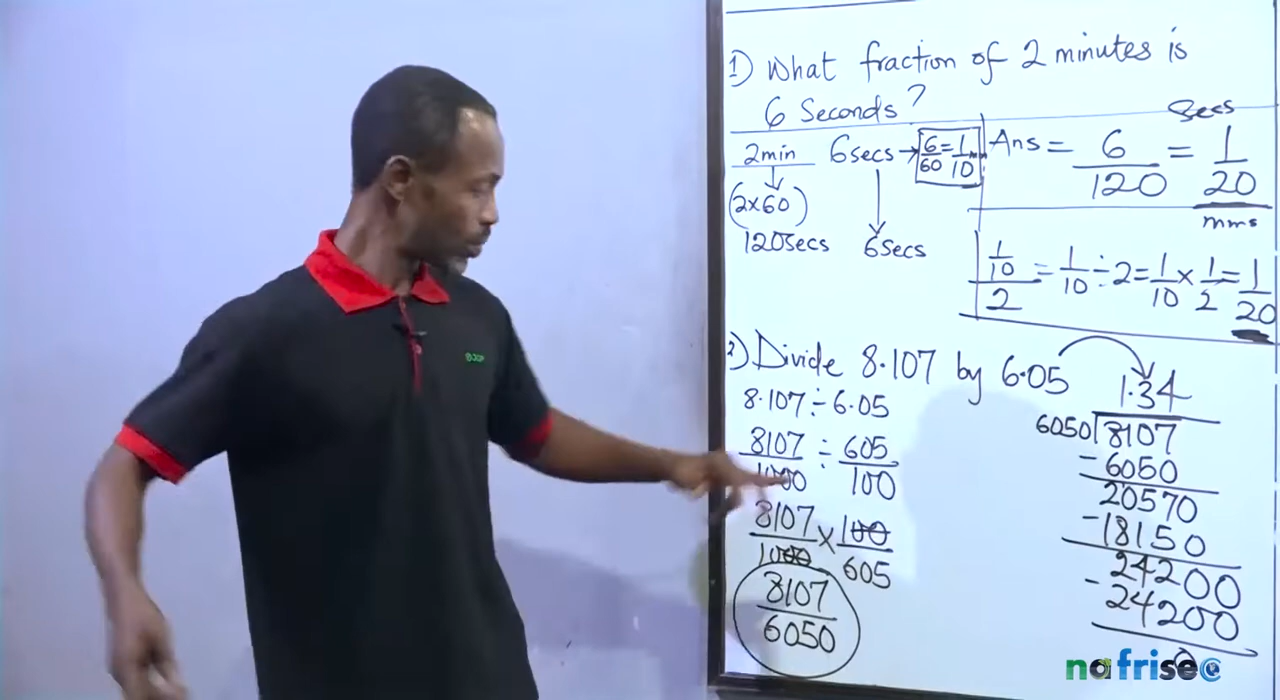 1) What fraction of 2 minutes is
6 Seconds?
2min 6secs → 6/60 = 1/10
(2x60)
120secs 6secs
Ans = 6/120 = 1/20
Secs
mms
1/10/2 = 1/10 ÷ 2 = 1/10 x 1/2 = 1/20
2) Divide 8.107 by 6.05
8.107 ÷ 6.05
8107/1000 ÷ 605/100
8107/1000 x 100/605
8107/6050
1.34
6050 8107
- 6050
20570
- 18150
24200
- 24200
0
nafrisec